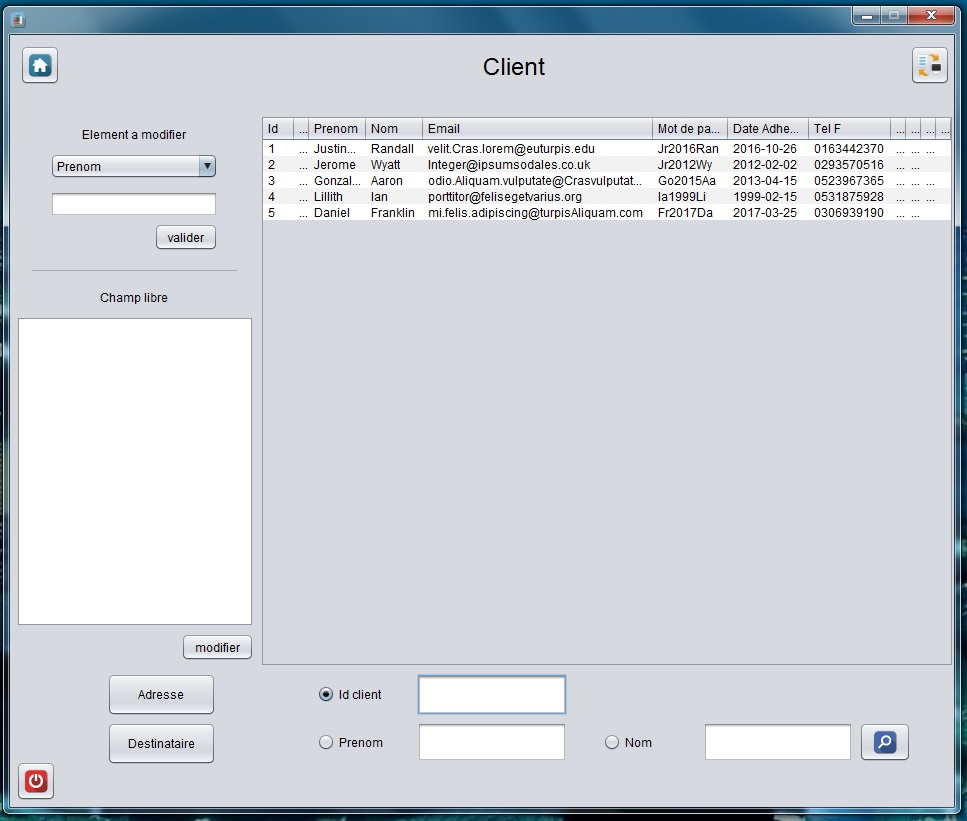 Client
Element a modifier
Prenom
valider
Champ libre
modifier
Adresse
Destinataire
Id ... Prenom Nom Email Mot de pa... Date Adhe... Tel F ... ... ... ...
1 ... Justin... Randall velit.Cras.lorem@euturpis.edu Jr2016Ran 2016-10-26 0163442370 ... ... ...
2 ... Jerome Wyatt Integer@ipsumsodales.co.uk Jr2012Wy 2012-02-02 0293570516 ... ...
3 ... Gonzal... Aaron odio.Aliquam.vulputate@Crasvulputat... Go2015Aa 2013-04-15 0523967365 ... ... ...
4 ... Lillith Ian porttitor@felisegetvarius.org Ia1999Li 1999-02-15 0531875928 ... ... ...
5 ... Daniel Franklin mi.felis.adipiscing@turpisAliquam.com Fr2017Da 2017-03-25 0306939190 ... ...
Id client
Prenom
Nom